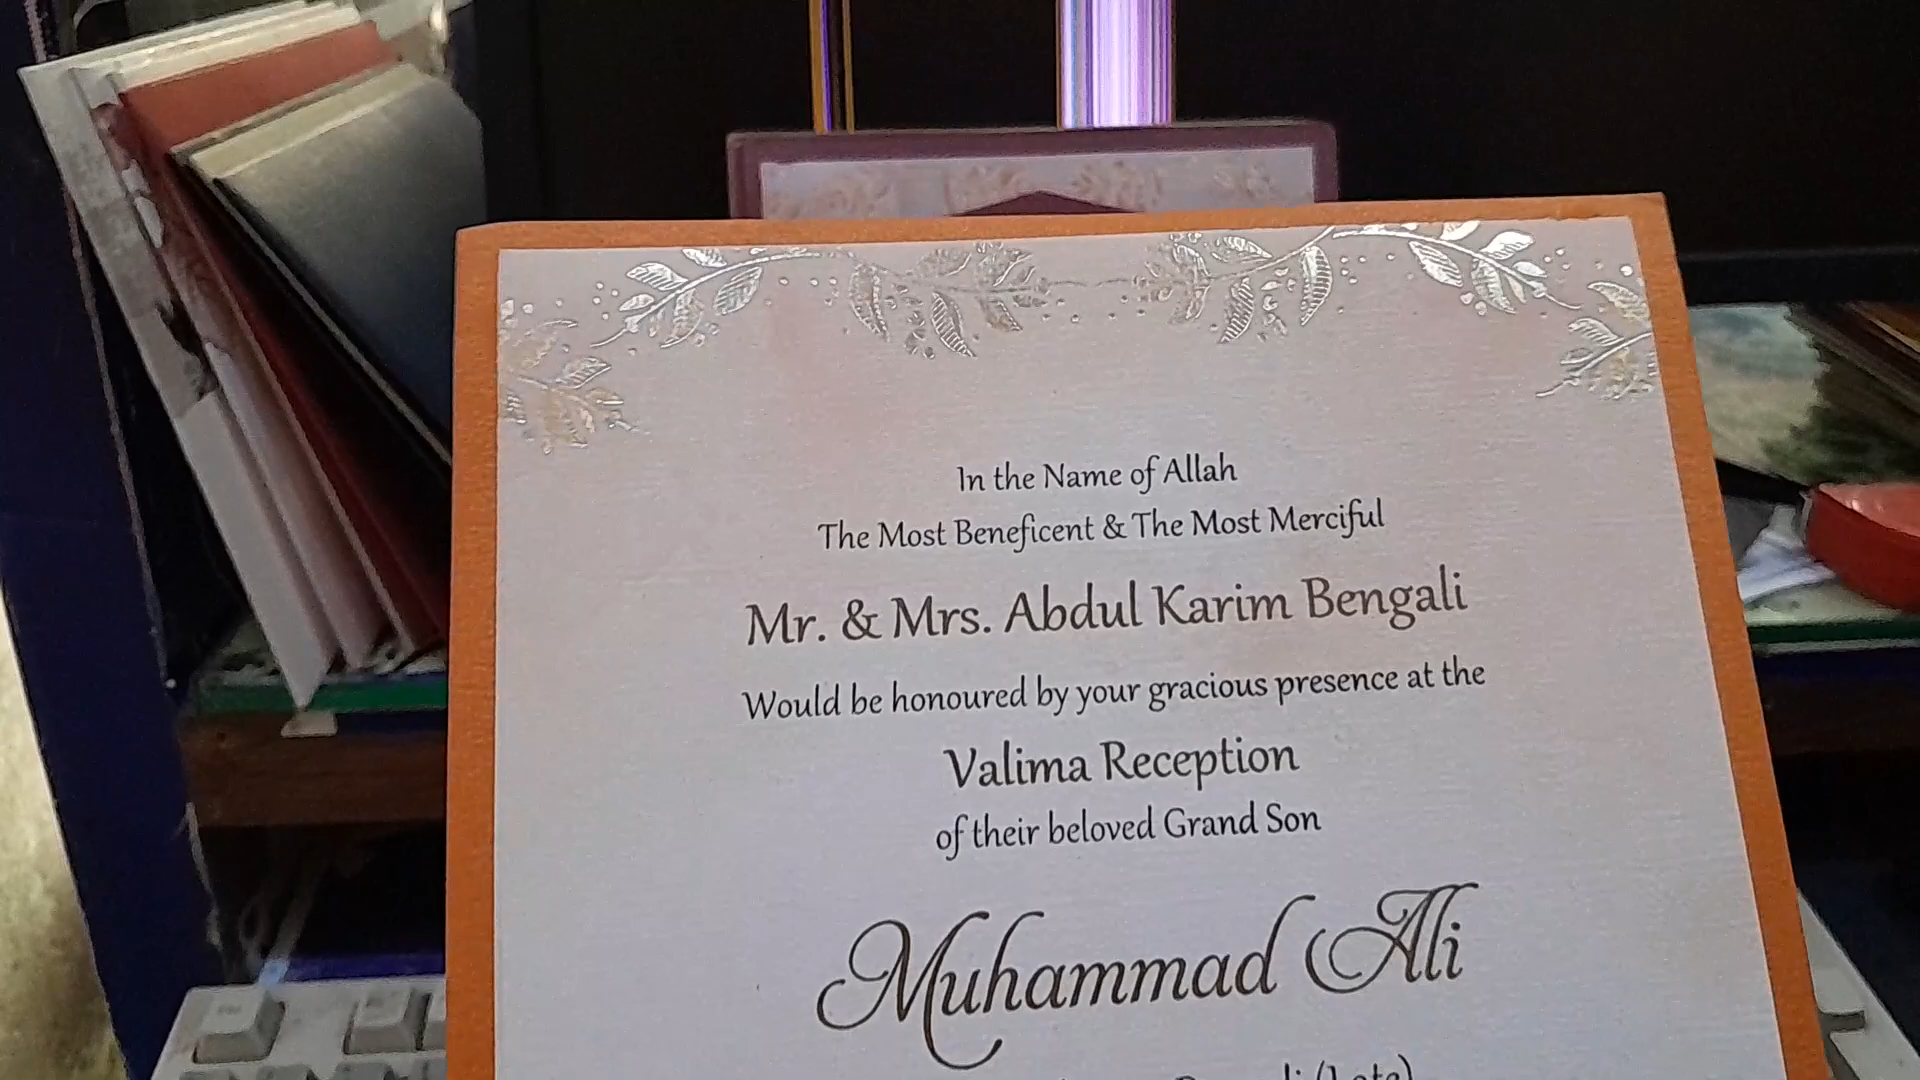 In the Name of Allah
The Most Beneficent & The Most Merciful
Mr. & Mrs. Abdul Karim Bengali
Would be honoured by your gracious presence at the
Valima Reception
of their beloved Grand Son
Muhammad Ali
(Late)